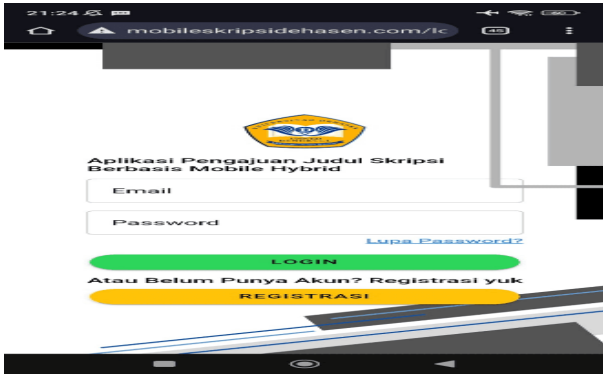 21:24
mobileskripsidehasen.com/lo
45
Aplikasi Pengajuan Judul Skripsi
Berbasis Mobile Hybrid
Email
Password
Lupa Password?
LOGIN
Atau Belum Punya Akun? Registrasi yuk
REGISTRASI